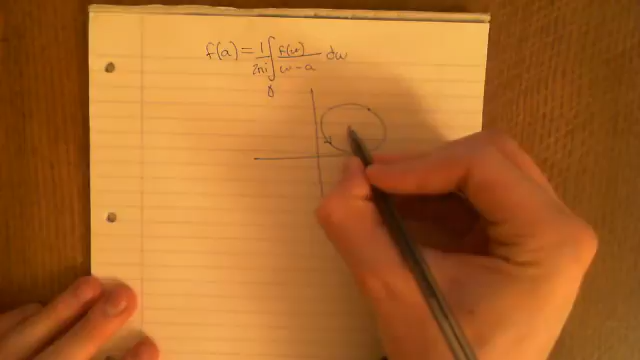 f(a) = 1/2πi ∫γ f(w)/w-a dw